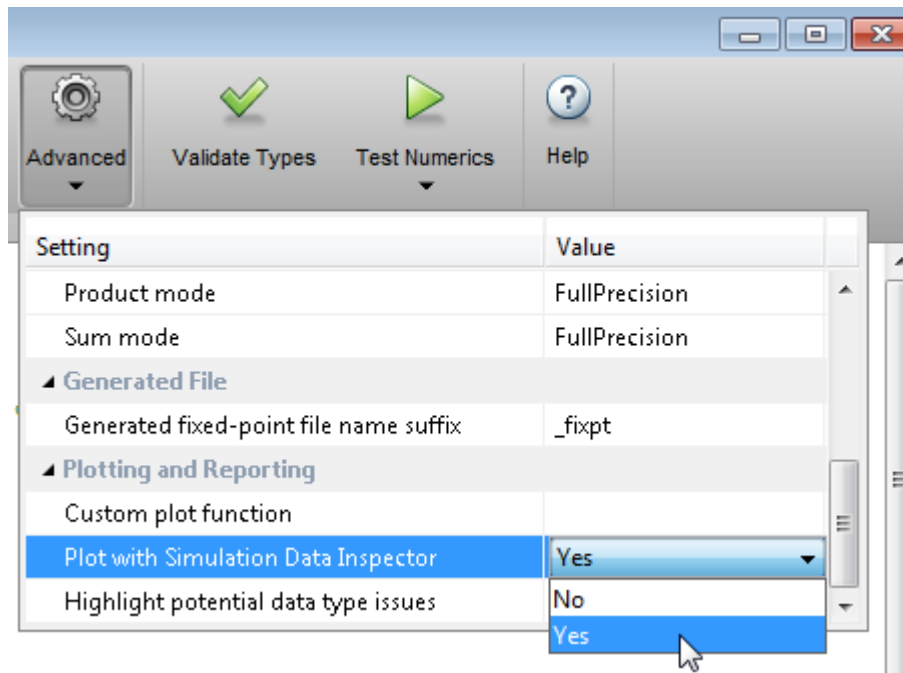 Advanced Validate Types Test Numerics Help
Setting Value
Product mode FullPrecision
Sum mode FullPrecision
Generated File
Generated fixed-point file name suffix _fixpt
Plotting and Reporting
Custom plot function
Plot with Simulation Data Inspector Yes
Highlight potential data type issues No
Yes